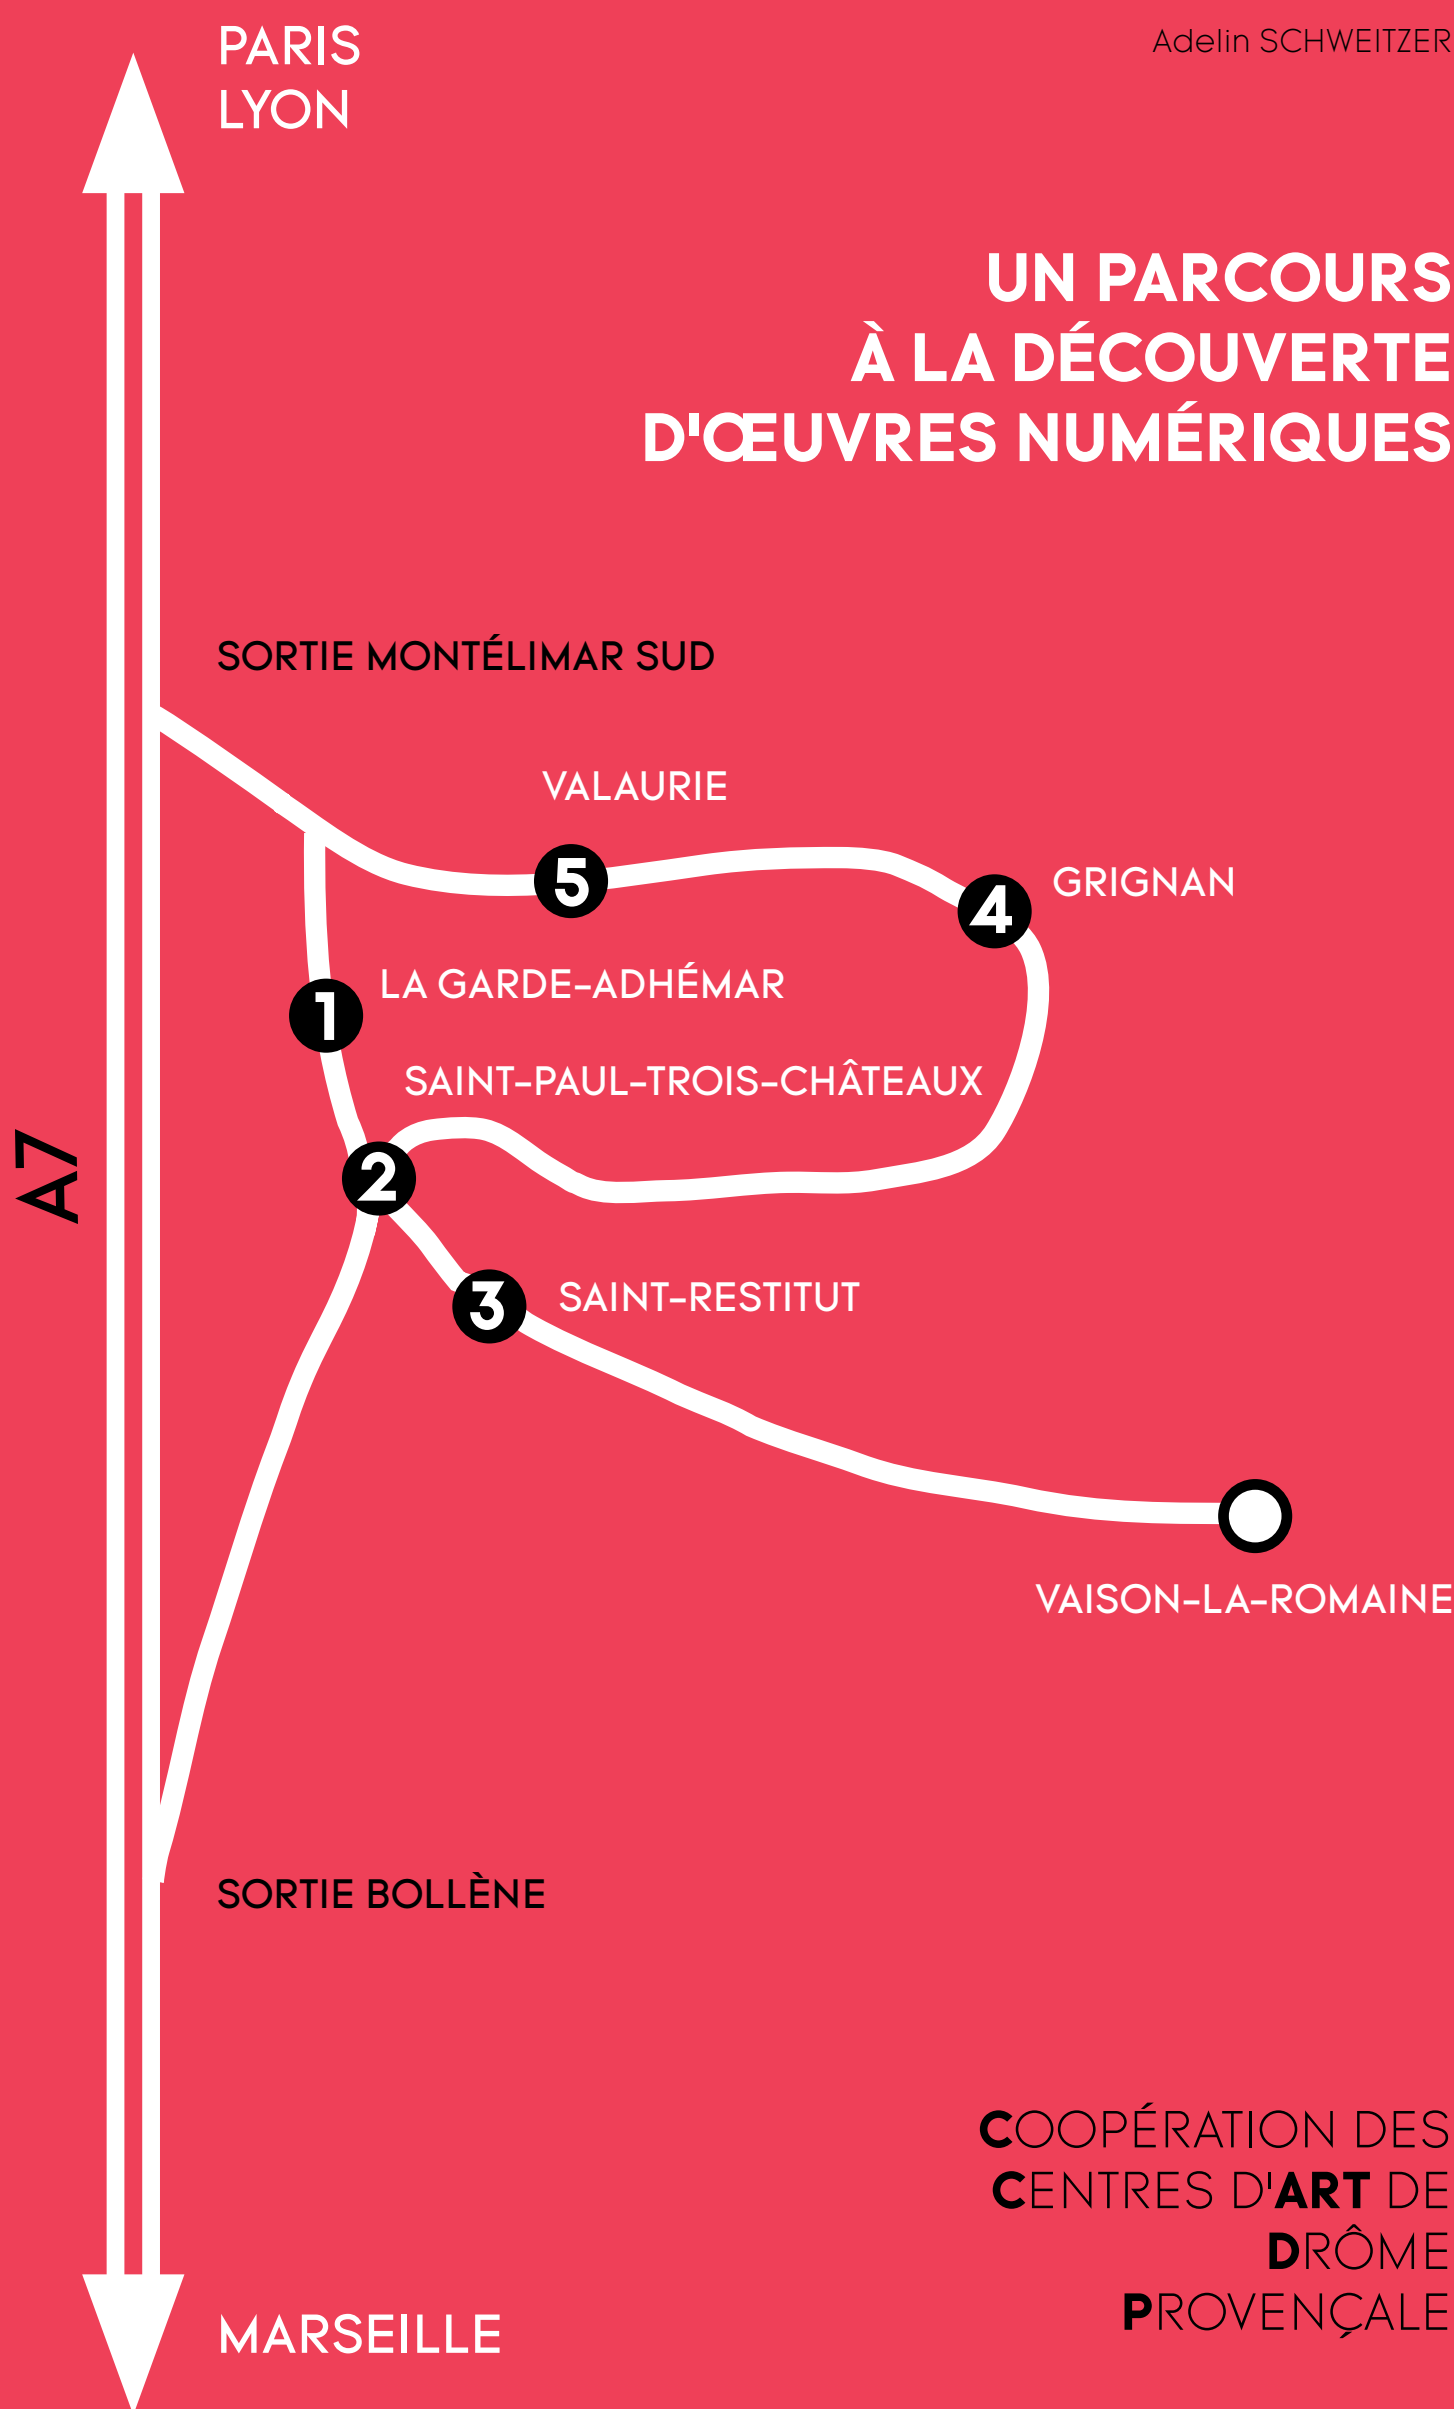 PARIS
LYON
Adelin SCHWEITZER
UN PARCOURS
À LA DÉCOUVERTE
D'ŒUVRES NUMÉRIQUES
SORTIE MONTÉLIMAR SUD
VALAURIE
5
4
GRIGNAN
LA GARDE-ADHÉMAR
1
SAINT-PAUL-TROIS-CHÂTEAUX
A7
2
SAINT-RESTITUT
3
VAISON-LA-ROMAINE
SORTIE BOLLÈNE
COOPÉRATION DES
CENTRES D'ART DE
DRÔME
PROVENÇALE
MARSEILLE